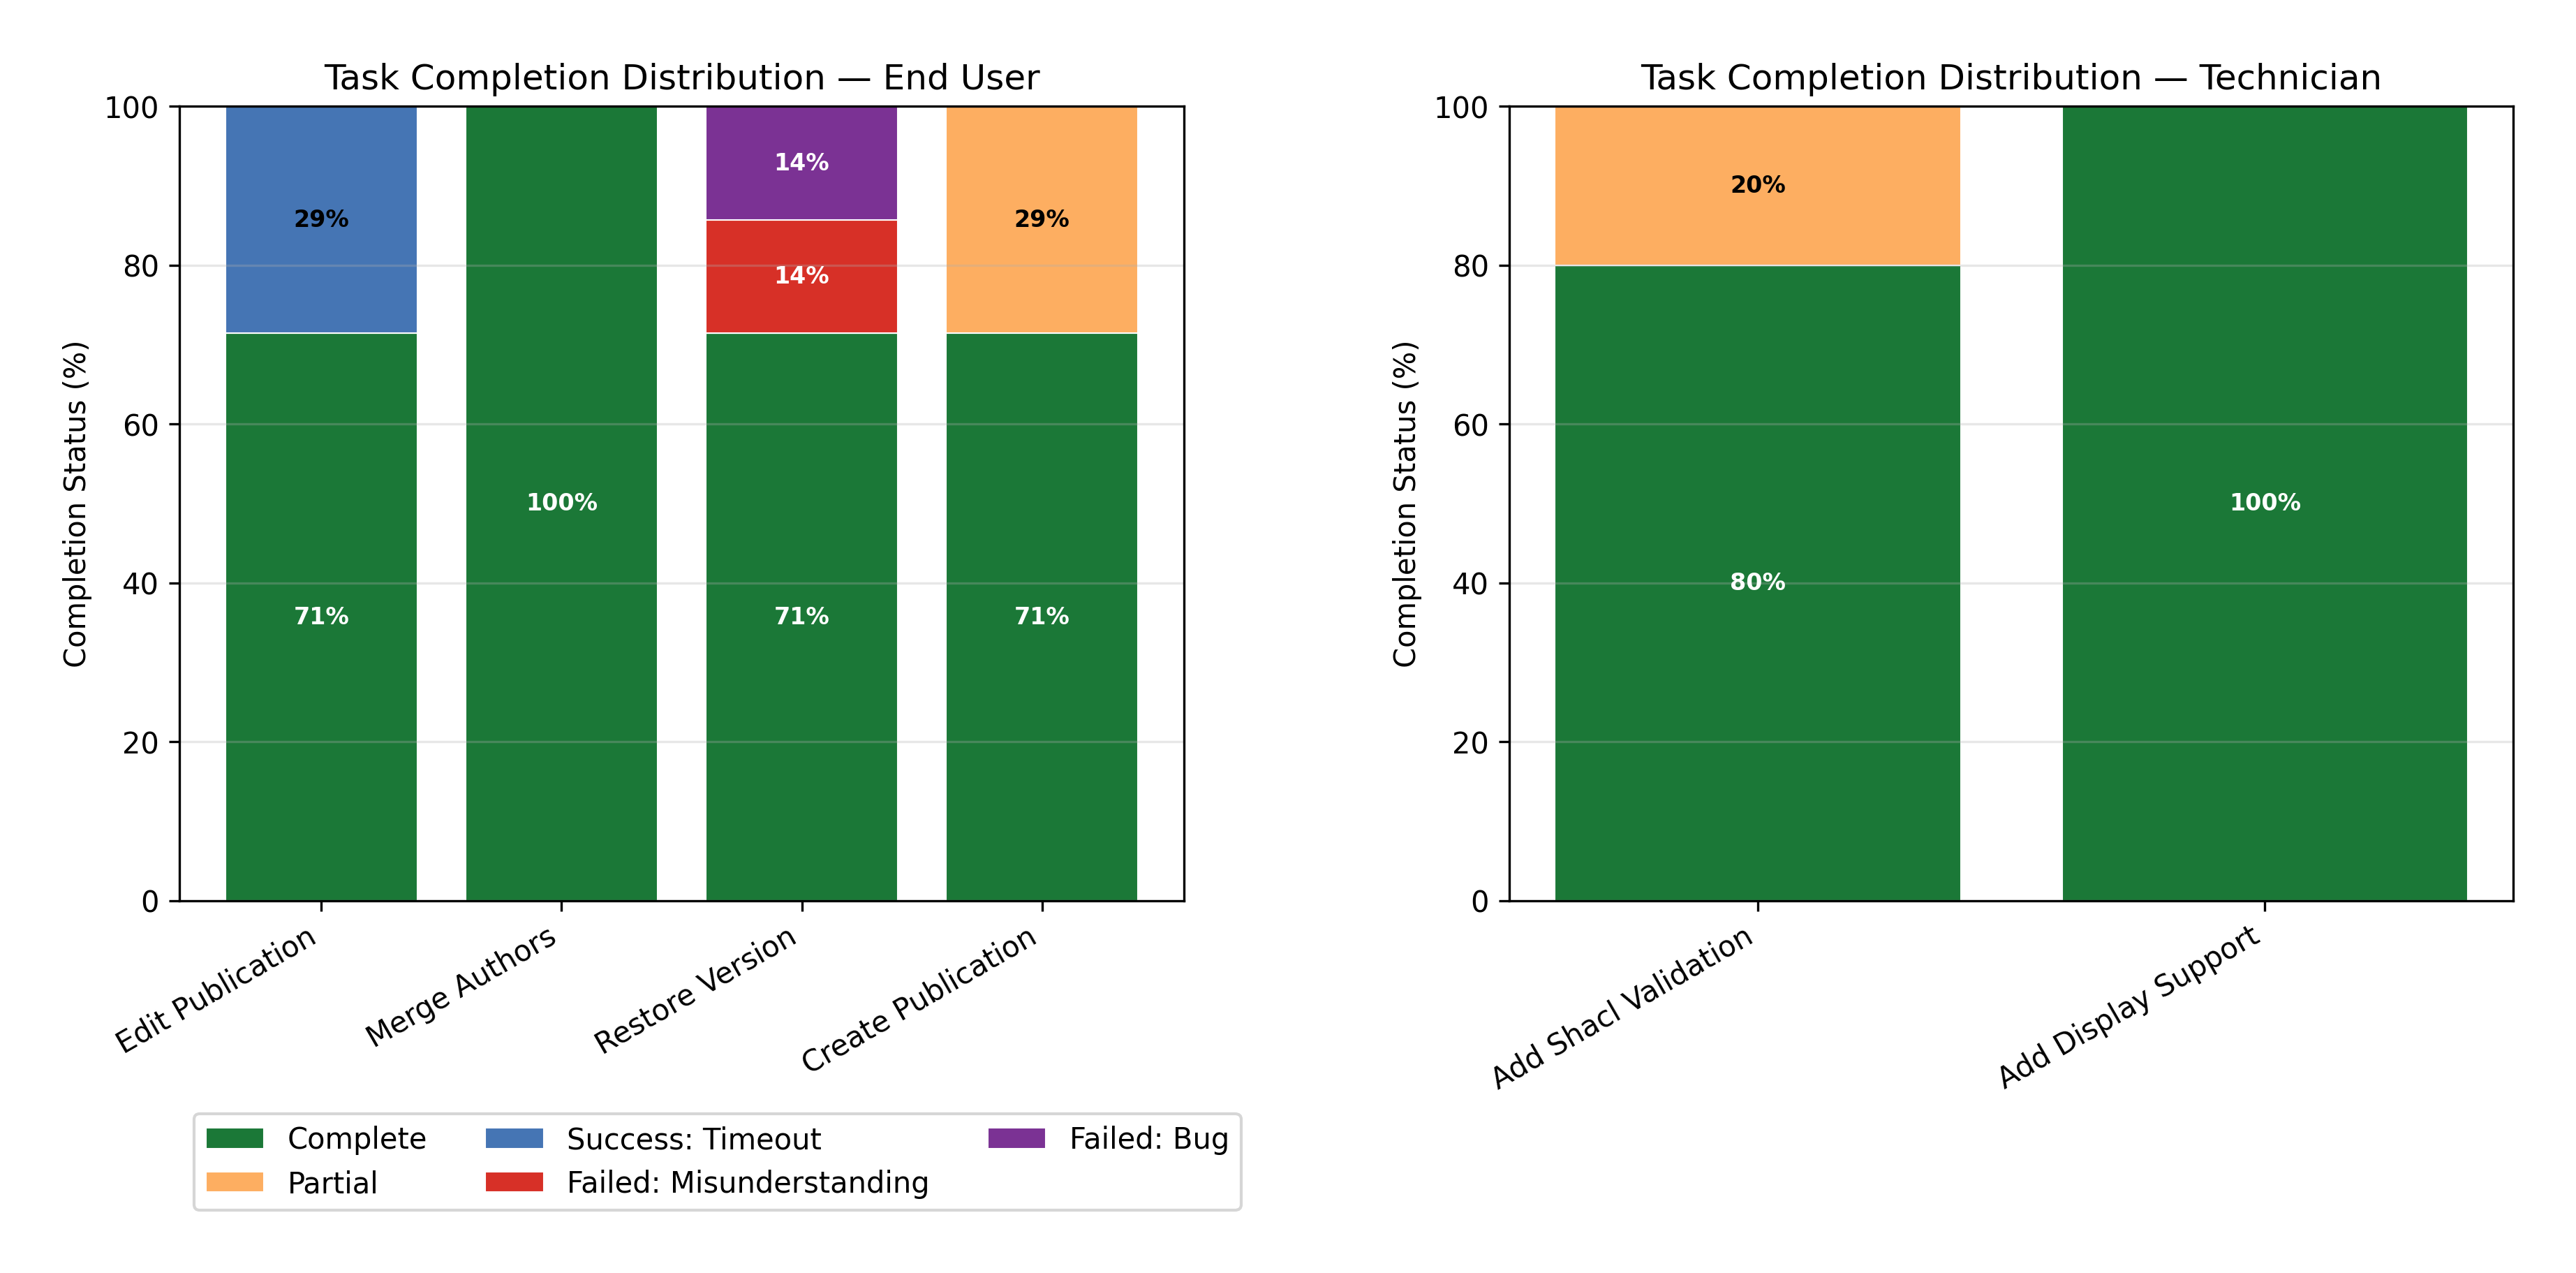 Task Completion Distribution — End User
Completion Status (%)
100
80
60
40
20
0
29%
71%
100%
14%
14%
71%
29%
71%
Edit Publication
Merge Authors
Restore Version
Create Publication
Complete
Partial
Success: Timeout
Failed: Misunderstanding
Failed: Bug
Task Completion Distribution — Technician
Completion Status (%)
100
80
60
40
20
0
20%
80%
100%
Add Shacl Validation
Add Display Support